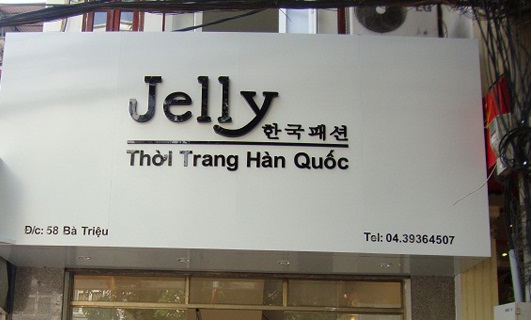 Jelly
한국패션
Thời Trang Hàn Quốc
Đ/c: 58 Bà Triệu
Tel: 04.39364507